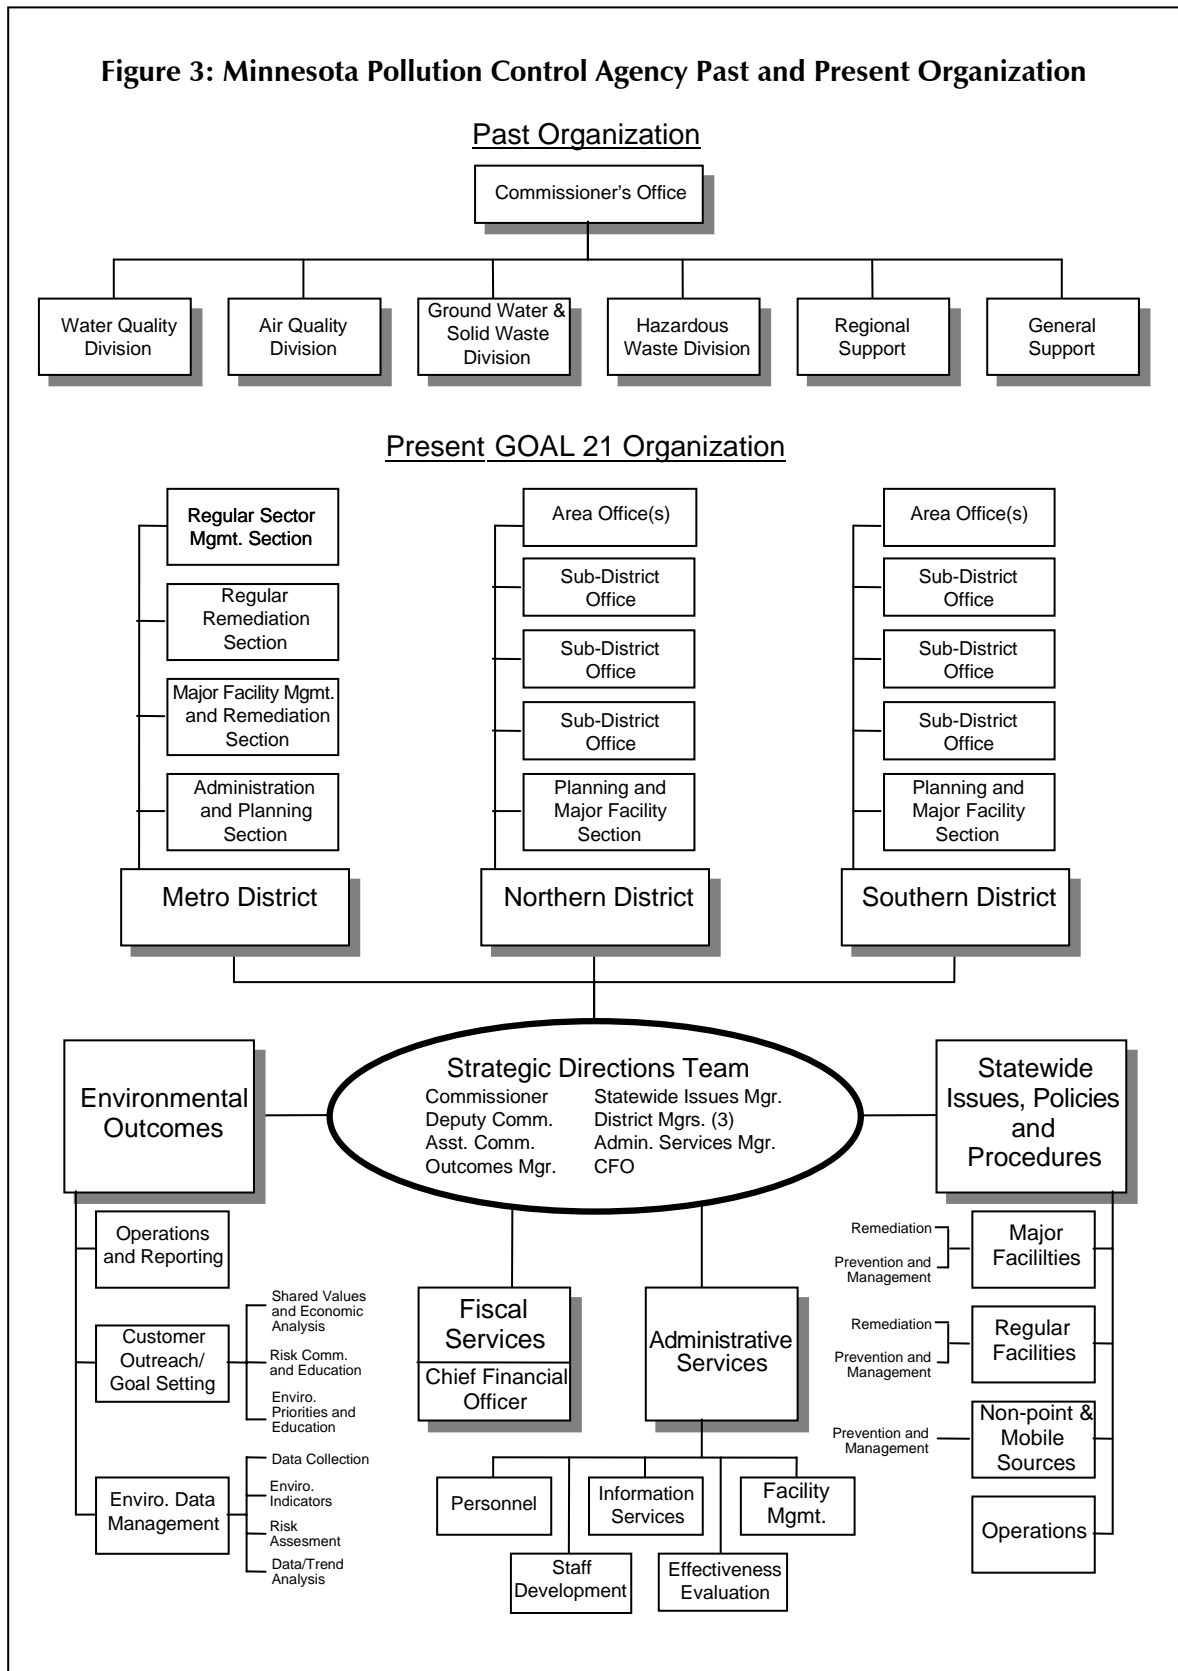 Figure 3: Minnesota Pollution Control Agency Past and Present Organization
Past Organization
Commissioner's Office
Water Quality
Division
Air Quality
Division
Ground Water &
Solid Waste
Division
Hazardous
Waste Division
Regional
Support
General
Support
Present GOAL 21 Organization
Regular Sector
Mgmt. Section
Regular
Remediation
Section
Major Facility Mgmt.
and Remediation
Section
Administration
and Planning
Section
Metro District
Area Office(s)
Sub-District
Office
Sub-District
Office
Sub-District
Office
Planning and
Major Facility
Section
Northern District
Area Office(s)
Sub-District
Office
Sub-District
Office
Sub-District
Office
Planning and
Major Facility
Section
Southern District
Strategic Directions Team
Commissioner
Deputy Comm.
Asst. Comm.
Outcomes Mgr.
Statewide Issues Mgr.
District Mgrs. (3)
Admin. Services Mgr.
CFO
Environmental
Outcomes
Operations
and Reporting
Customer
Outreach/
Goal Setting
Shared Values
and Economic
Analysis
Risk Comm.
and Education
Enviro.
Priorities and
Education
Enviro. Data
Management
Data Collection
Enviro.
Indicators
Risk
Assesment
Data/Trend
Analysis
Fiscal
Services
Chief Financial
Officer
Administrative
Services
Personnel
Information
Services
Facility
Mgmt.
Staff
Development
Effectiveness
Evaluation
Statewide
Issues, Policies
and
Procedures
Remediation
Prevention and
Management
Major
Facililties
Remediation
Prevention and
Management
Regular
Facilities
Prevention and
Management
Non-point &
Mobile
Sources
Operations